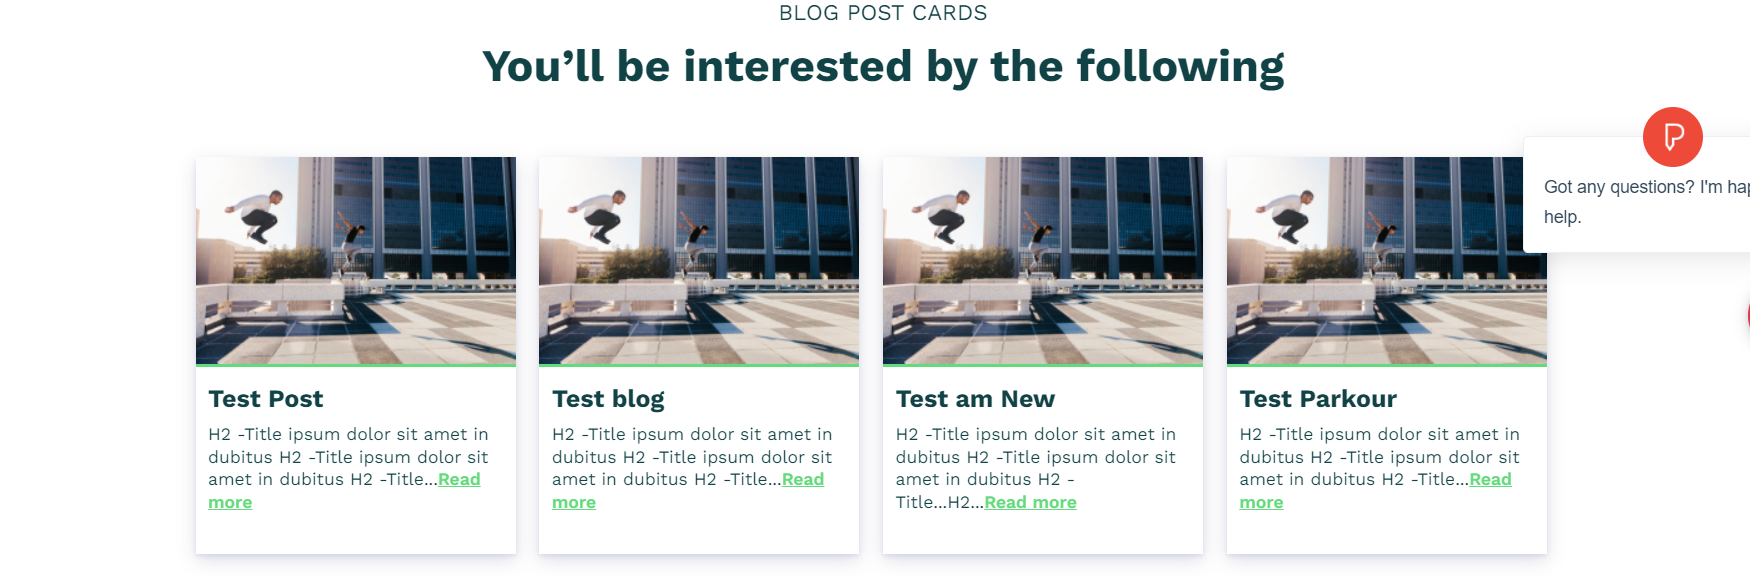 BLOG POST CARDS
You’ll be interested by the following
Got any questions? I'm hap
help.
Test Post
H2 -Title ipsum dolor sit amet in
dubitus H2 -Title ipsum dolor sit
amet in dubitus H2 -Title...Read
more
Test blog
H2 -Title ipsum dolor sit amet in
dubitus H2 -Title ipsum dolor sit
amet in dubitus H2 -Title...Read
more
Test am New
H2 -Title ipsum dolor sit amet in
dubitus H2 -Title ipsum dolor sit
amet in dubitus H2 -
Title...H2...Read more
Test Parkour
H2 -Title ipsum dolor sit amet in
dubitus H2 -Title ipsum dolor sit
amet in dubitus H2 -Title...Read
more